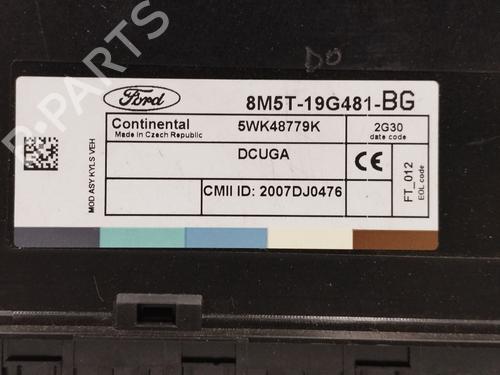 DO
Ford
8M5T-19G481-BG
Continental
Made in Czech Republic
5WK48779K
2G30
date code
DCUGA
CMII ID: 2007DJ0476
CE
FT_012
EOL code
MOD ASY KYLS VEH